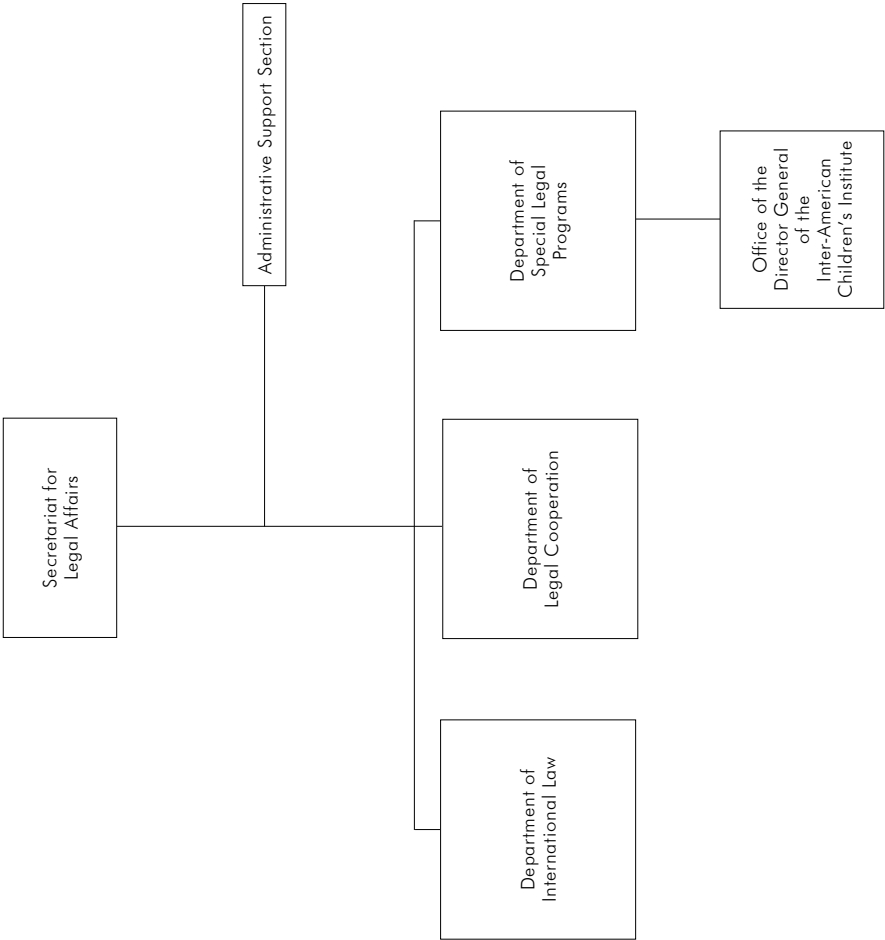 Secretariat for
Legal Affairs
Administrative Support Section
Department of
International Law
Department of
Legal Cooperation
Department of
Special Legal
Programs
Office of the
Director General
of the
Inter-American
Children's Institute